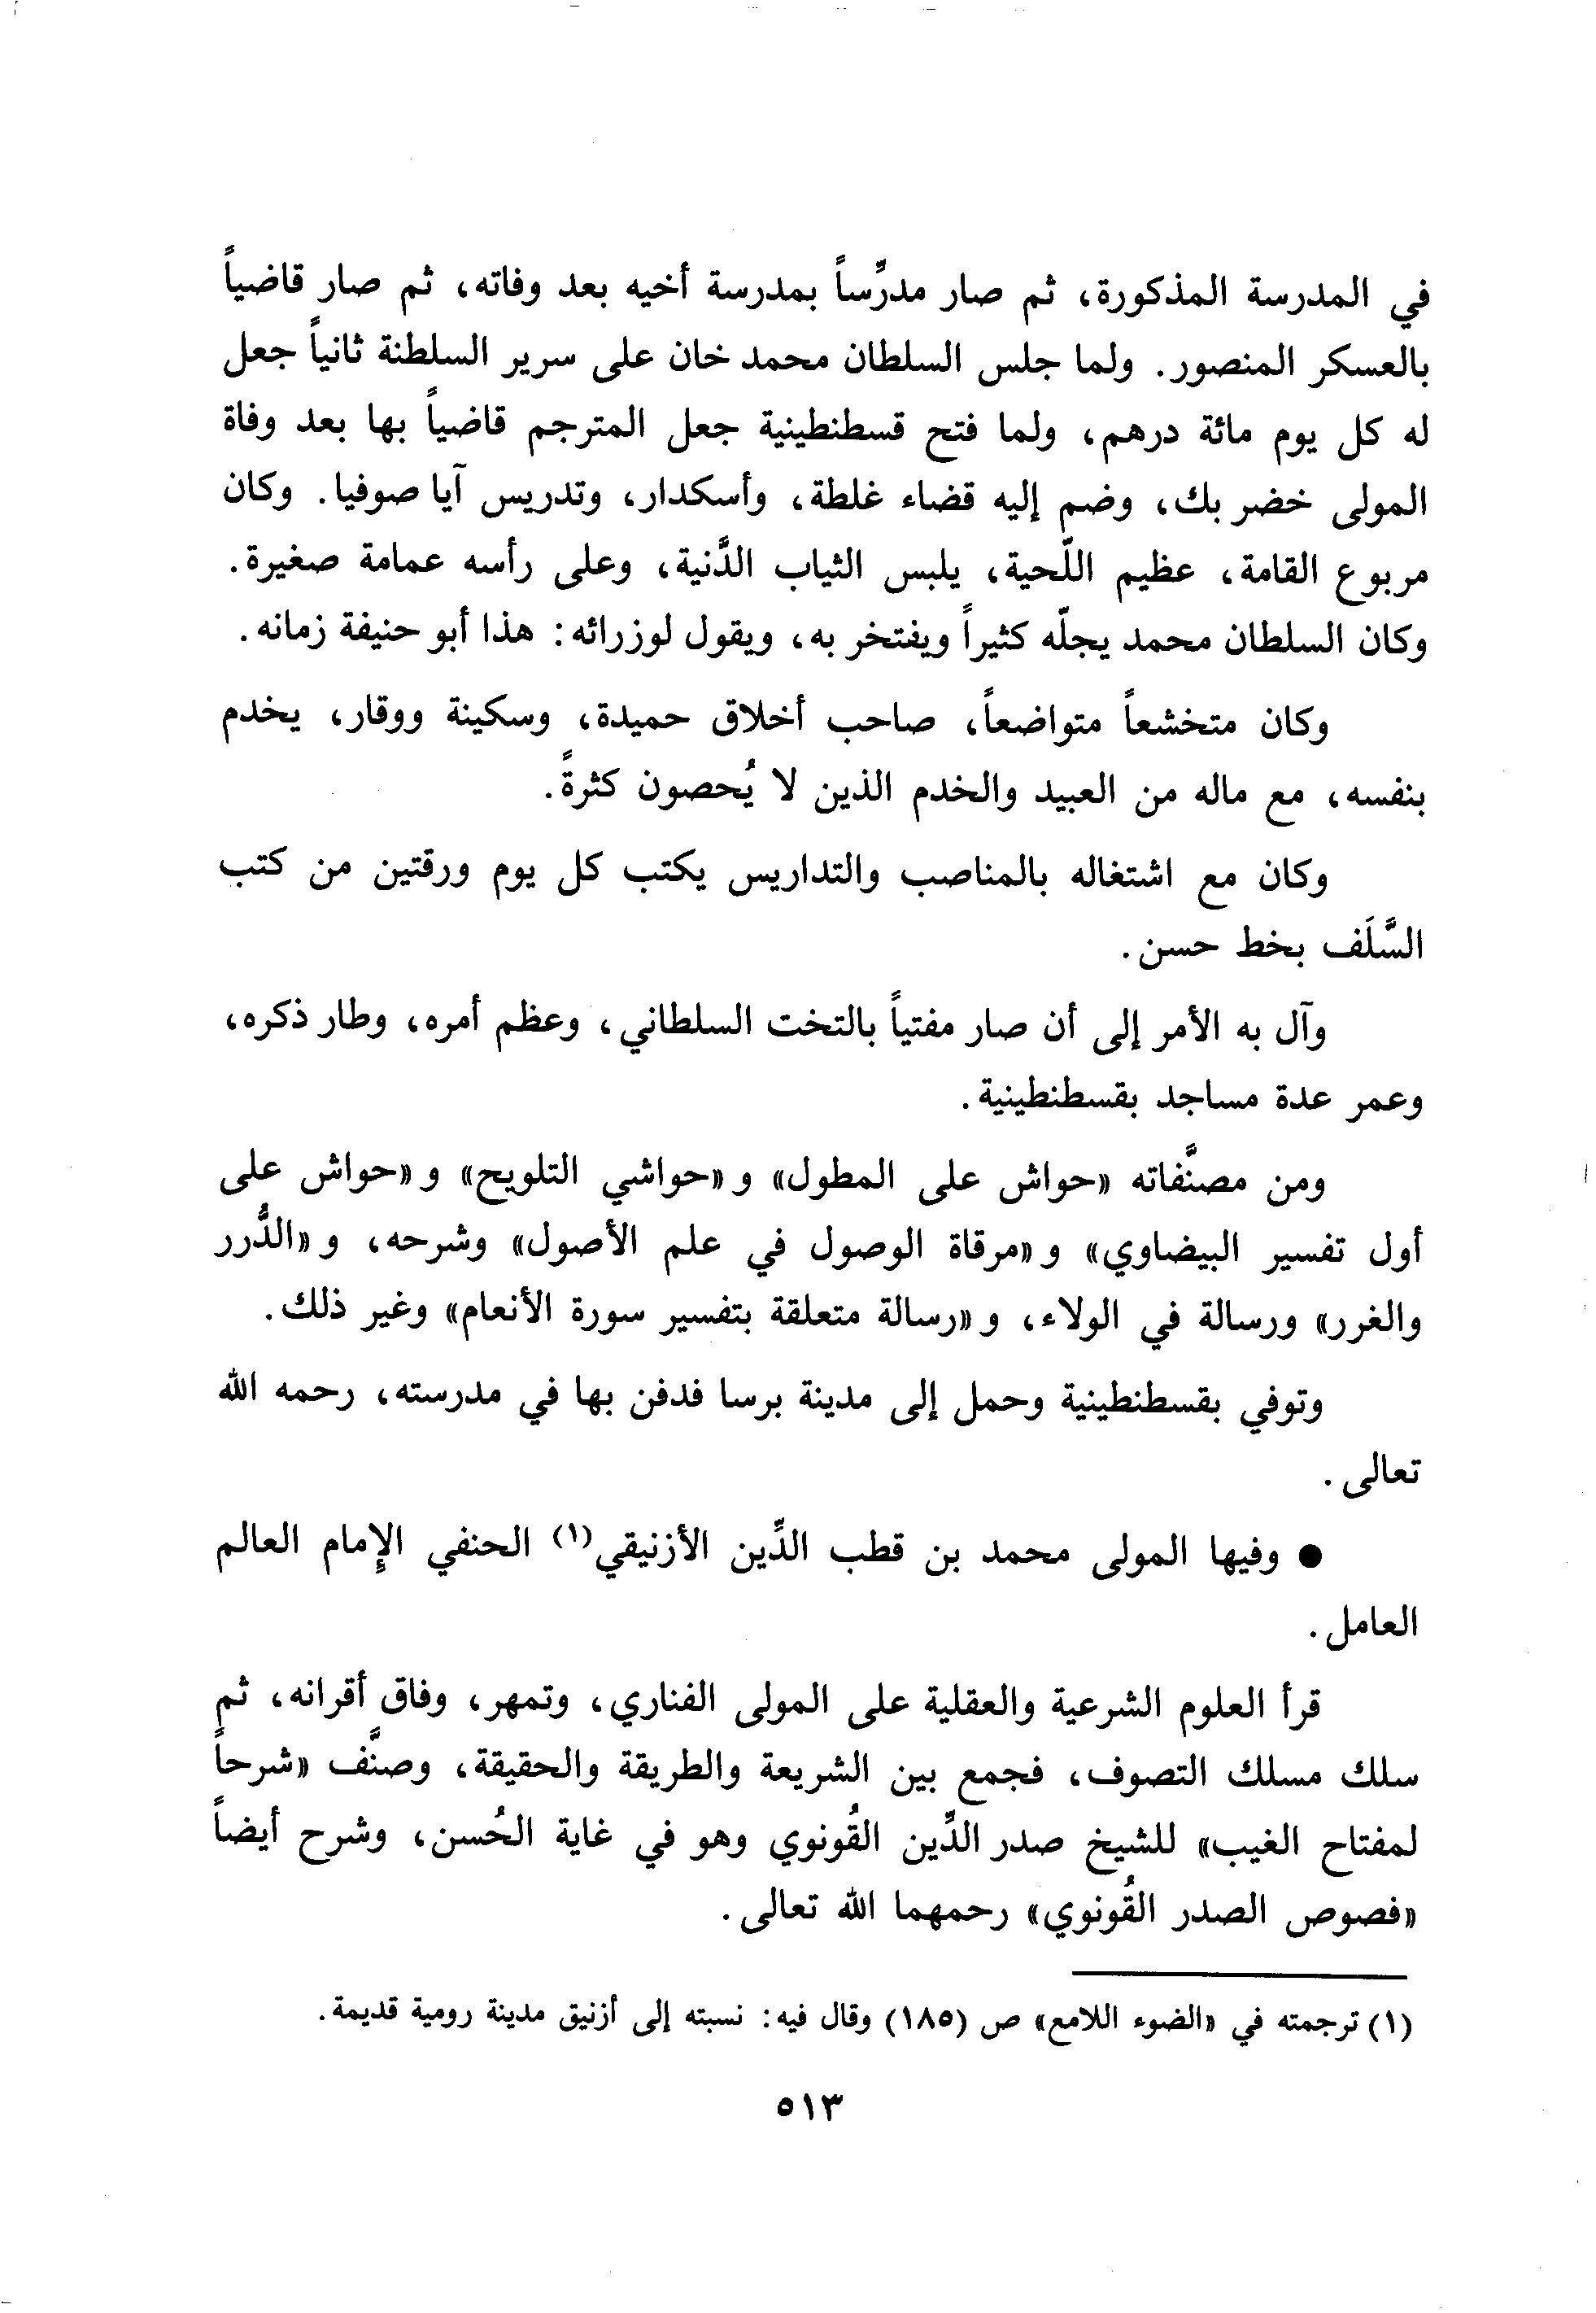 في المدرسة المذكورة، ثم صار مدرِّساً بمدرسة أخيه بعد وفاته، ثم صار قاضياً
بالعسكر المنصور. ولما جلس السلطان محمد خان على سرير السلطنة ثانياً جعل
له كل يوم مائة درهم، ولما فتح قسطنطينية جعل المترجم قاضياً بها بعد وفاة
المولى خضر بك، وضم إليه قضاء غلطة، وأسكدار، وتدريس آيا صوفيا. وكان
مربوع القامة، عظيم اللّحية، يلبس الثياب الدَّنية، وعلى رأسه عمامة صغيرة.
وكان السلطان محمد يجلّه كثيراً ويفتخر به، ويقول لوزرائه: هذا أبو حنيفة زمانه.
وكان متخشعاً متواضعاً، صاحب أخلاق حميدة، وسكينة ووقار، يخدم
بنفسه، مع ماله من العبيد والخدم الذين لا يُحصون كثرةً.
وكان مع اشتغاله بالمناصب والتداريس يكتب كل يوم ورقتين من كتب
السَّلَف بخط حسن.
وآل به الأمر إلى أن صار مفتياً بالتخت السلطاني، وعظم أمره، وطار ذكره،
وعمر عدة مساجد بقسطنطينية.
ومن مصنَّفاته «حواش على المطول» و «حواشي التلويح» و «حواش على
أول تفسير البيضاوي» و «مرقاة الوصول في علم الأصول» وشرحه، و «الدُّرر
والغرر» ورسالة في الولاء، و «رسالة متعلقة بتفسير سورة الأنعام» وغير ذلك.
وتوفي بقسطنطينية وحمل إلى مدينة برسا فدفن بها في مدرسته، رحمه الله
تعالى.
● وفيها المولى محمد بن قطب الدِّين الأزنيقي(١) الحنفي الإِمام العالم
العامل.
قرأ العلوم الشرعية والعقلية على المولى الفناري، وتمهر، وفاق أقرانه، ثم
سلك مسلك التصوف، فجمع بين الشريعة والطريقة والحقيقة، وصنَّف «شرحاً
لمفتاح الغيب» للشيخ صدر الدِّين القُونوي وهو في غاية الحُسن، وشرح أيضاً
«فصوص الصدر القُونوي» رحمهما الله تعالى.
(١) ترجمته في «الضوء اللامع» ص (١٨٥) وقال فيه: نسبته إلى أزنيق مدينة رومية قديمة.
٥١٣